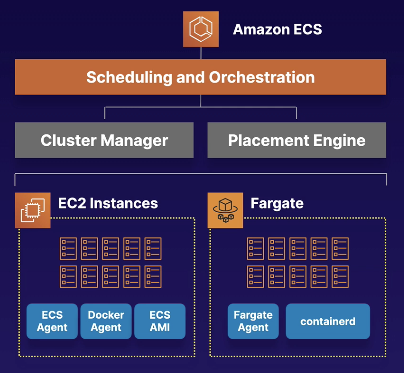 Amazon ECS
Scheduling and Orchestration
Cluster Manager
Placement Engine
EC2 Instances
Fargate
ECS
Agent
Docker
Agent
ECS
AMI
Fargate
Agent
containerd